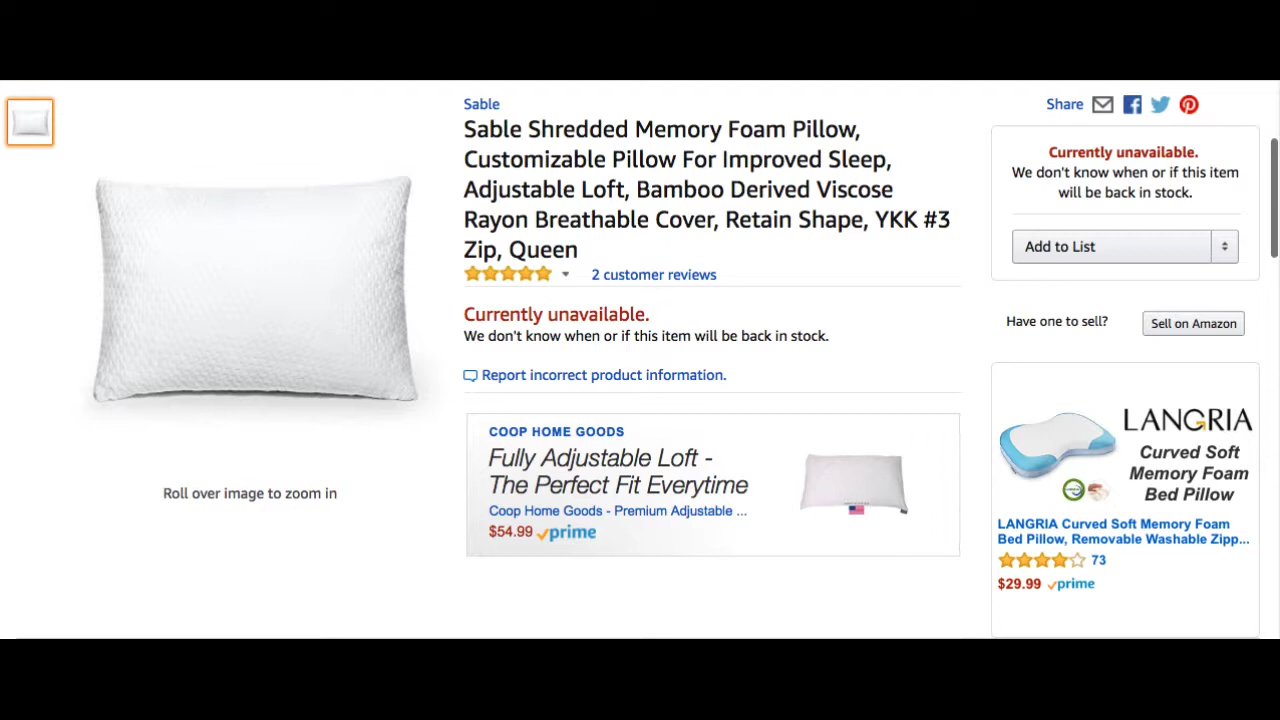 Sable
Sable Shredded Memory Foam Pillow,
Customizable Pillow For Improved Sleep,
Adjustable Loft, Bamboo Derived Viscose
Rayon Breathable Cover, Retain Shape, YKK #3
Zip, Queen
2 customer reviews
Currently unavailable.
We don't know when or if this item will be back in stock.
Report incorrect product information.
COOP HOME GOODS
Fully Adjustable Loft -
The Perfect Fit Everytime
Coop Home Goods - Premium Adjustable ...
$54.99 prime
Roll over image to zoom in
Share
Currently unavailable.
We don't know when or if this item
will be back in stock.
Add to List
Have one to sell?
Sell on Amazon
LANGRIA
Curved Soft
Memory Foam
Bed Pillow
LANGRIA Curved Soft Memory Foam
Bed Pillow, Removable Washable Zipp...
73
$29.99 prime